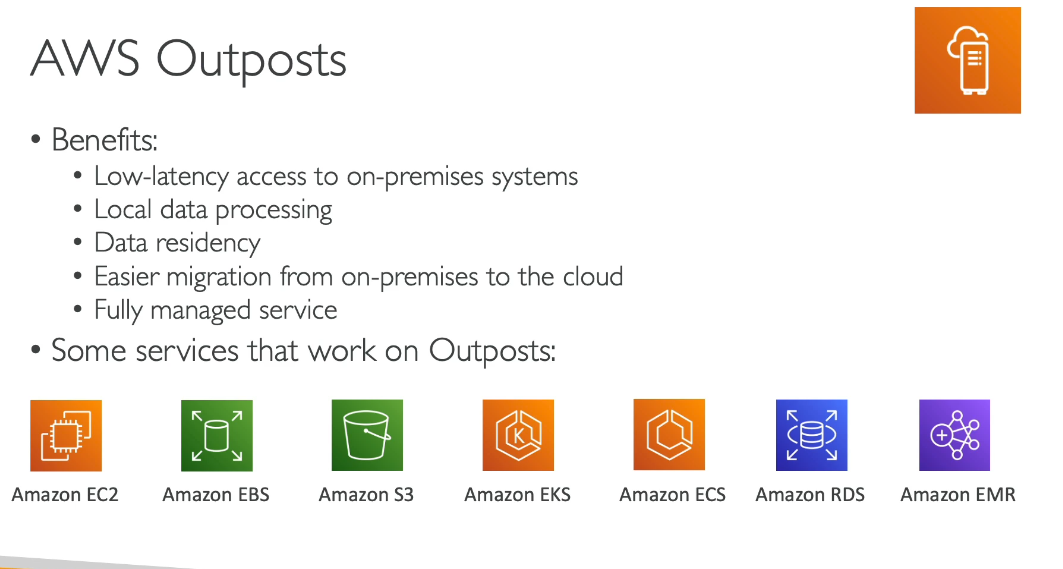 AWS Outposts
• Benefits:
• Low-latency access to on-premises systems
• Local data processing
• Data residency
• Easier migration from on-premises to the cloud
• Fully managed service
• Some services that work on Outposts:
K
Amazon EC2 Amazon EBS Amazon S3 Amazon EKS Amazon ECS Amazon RDS Amazon EMR